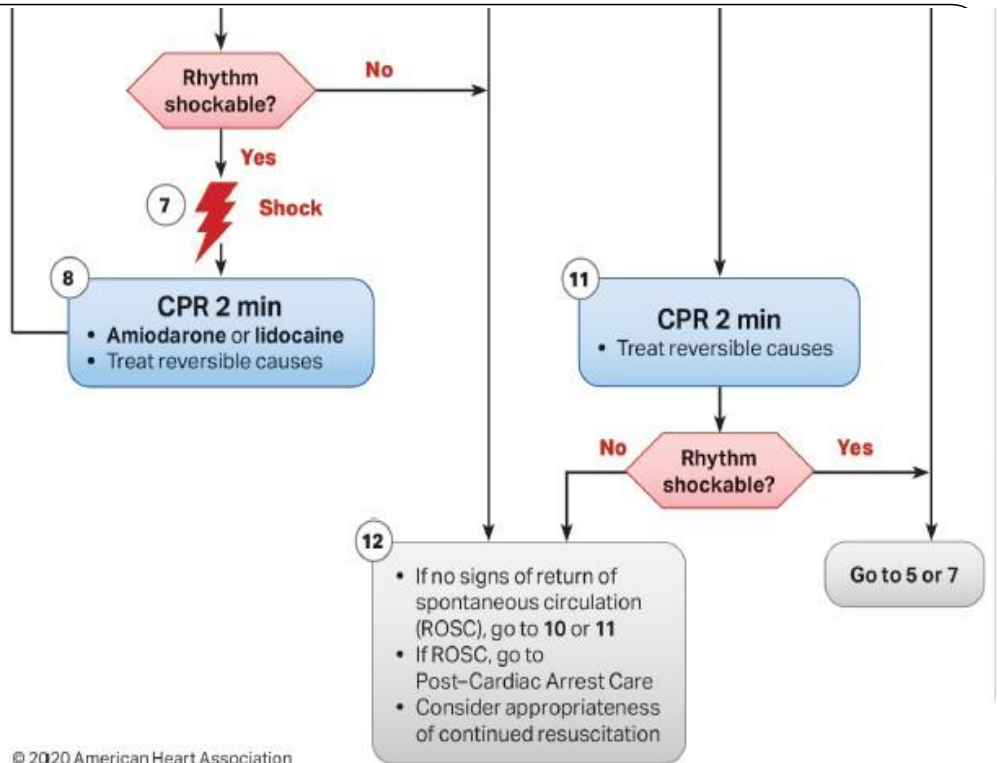 Rhythm
shockable?
No
Yes
7
Shock
8
CPR 2 min
• Amiodarone or lidocaine
• Treat reversible causes
11
CPR 2 min
• Treat reversible causes
Rhythm
shockable?
No
Yes
12
• If no signs of return of
spontaneous circulation
(ROSC), go to 10 or 11
• If ROSC, go to
Post–Cardiac Arrest Care
• Consider appropriateness
of continued resuscitation
Go to 5 or 7
© 2020 American Heart Association